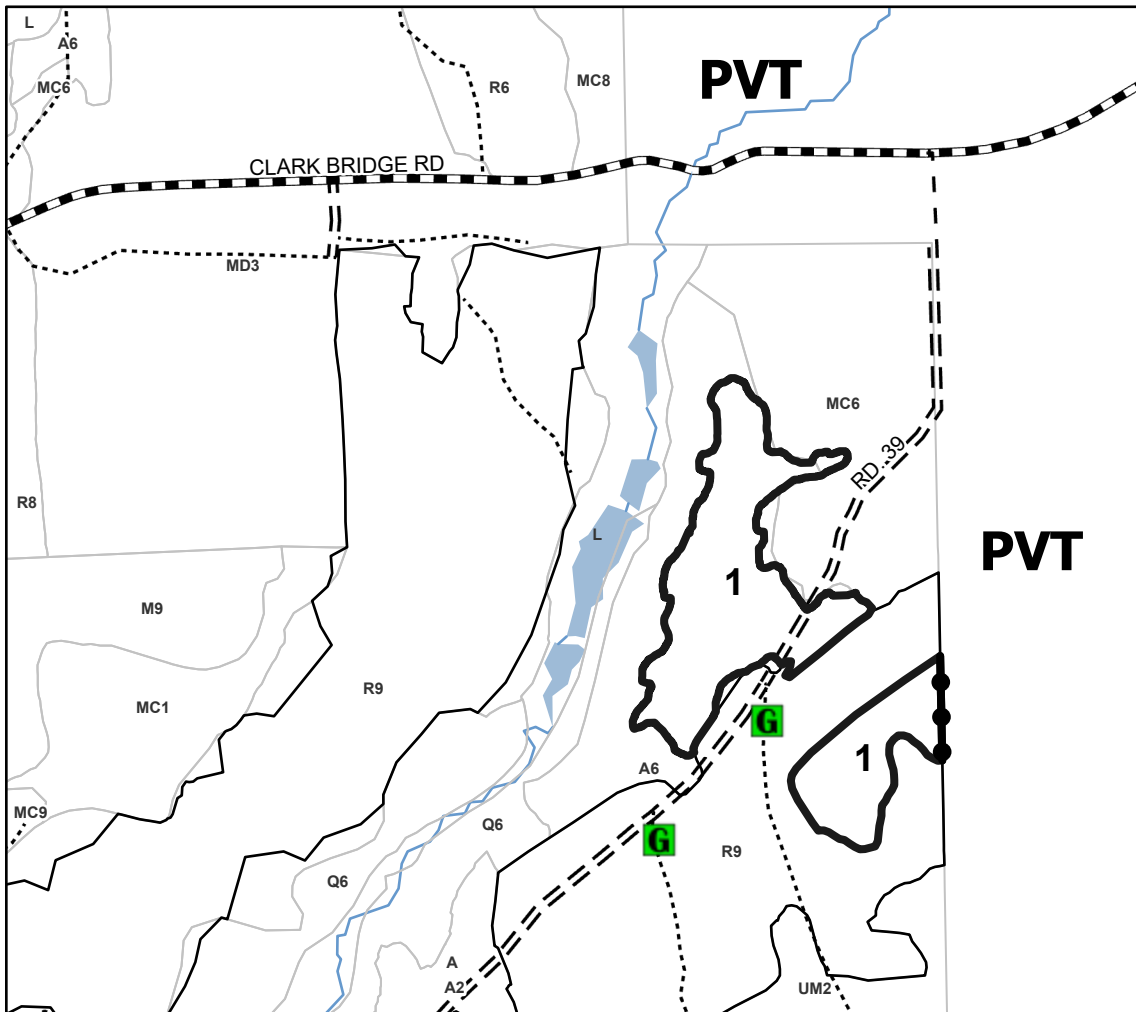 L
A6
MC6
R6
MC8
PVT
CLARK BRIDGE RD
MD3
MC6
RD. 39
R8
L
PVT
1
M9
R9
MC1
G
1
A6
MC9
Q6
G
R9
Q6
A
A2
UM2